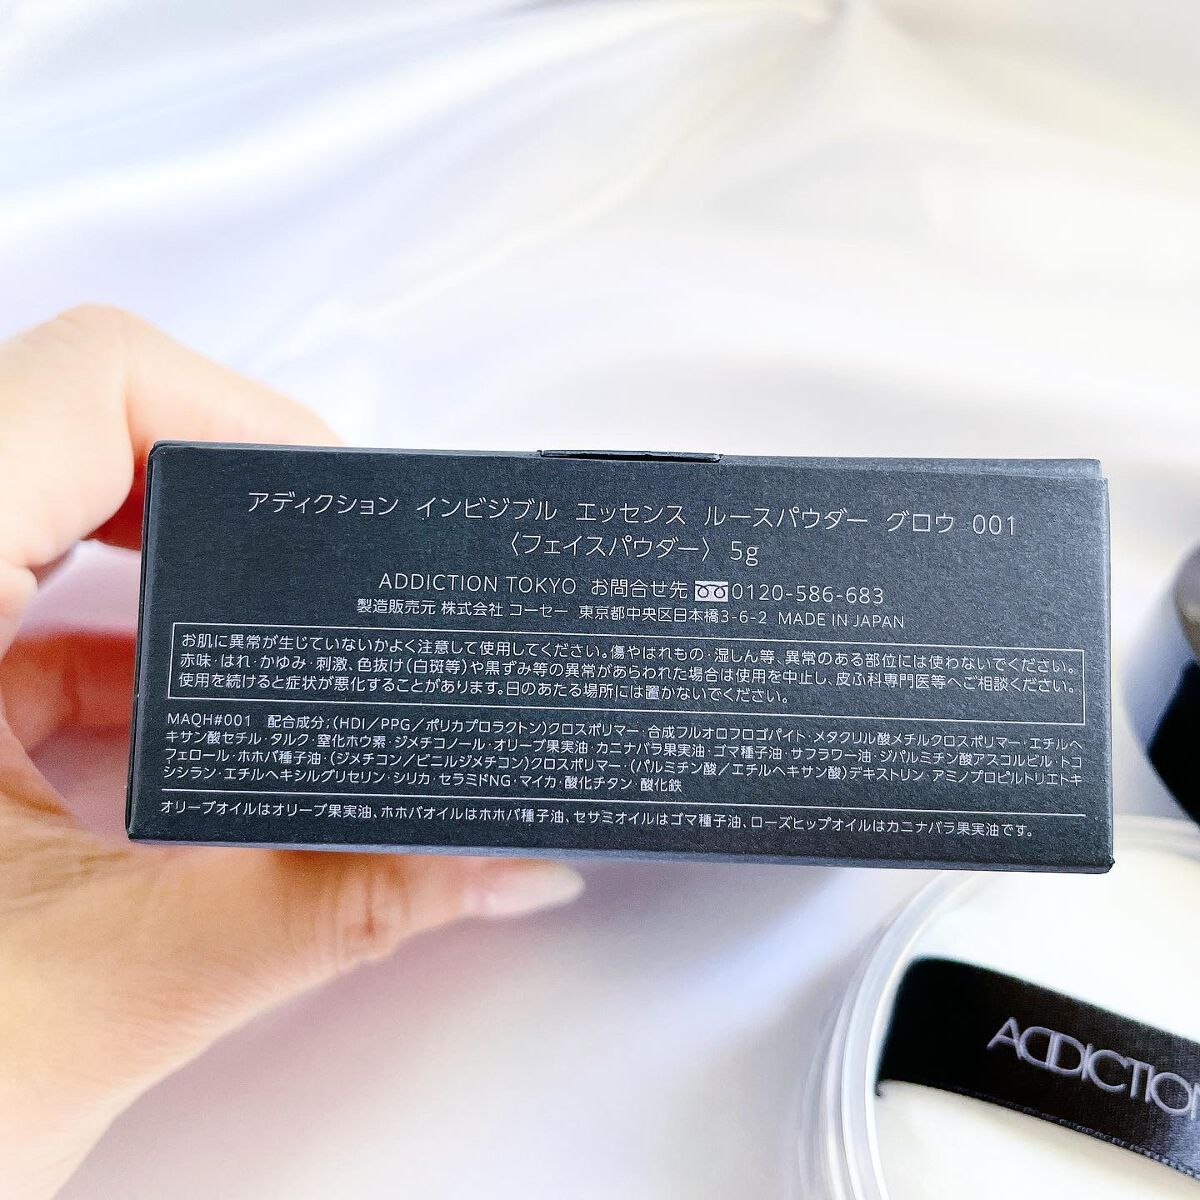 アディクション インビジブル エッセンス ルースパウダー グロウ 001
〈フェイスパウダー〉 5g
ADDICTION TOKYO お問合せ先 0120-586-683
製造販売元 株式会社 コーセー 東京都中央区日本橋3-6-2 MADE IN JAPAN
お肌に異常が生じていないかよく注意して使用してください。傷やはれもの・湿しん等、異常のある部位には使わないでください。
赤味・はれ・かゆみ・刺激、色抜け(白斑等)や黒ずみ等の異常があらわれた場合は使用を中止し、皮ふ科専門医等へご相談ください。
使用を続けると症状が悪化することがあります。日のあたる場所には置かないでください。
MAQH#001 配合成分;(HDI/PPG/ポリカプロラクトン)クロスポリマー・合成フルオロフロゴパイト・メタクリル酸メチルクロスポリマー・エチルヘ
キサン酸セチル・タルク・窒化ホウ素・ジメチコノール・オリーブ果実油・カニナバラ果実油・ゴマ種子油・サフラワー油・ジパルミチン酸アスコルビル・トコ
フェロール・ホホバ種子油・(ジメチコン/ビニルジメチコン)クロスポリマー・(パルミチン酸/エチルヘキサン酸)デキストリン・アミノプロピルトリエトキ
シシラン・エチルヘキシルグリセリン・シリカ・セラミドNG・マイカ・酸化チタン・酸化鉄
オリーブオイルはオリーブ果実油、ホホバオイルはホホバ種子油、セサミオイルはゴマ種子油、ローズヒップオイルはカニナバラ果実油です。
ADDICTION